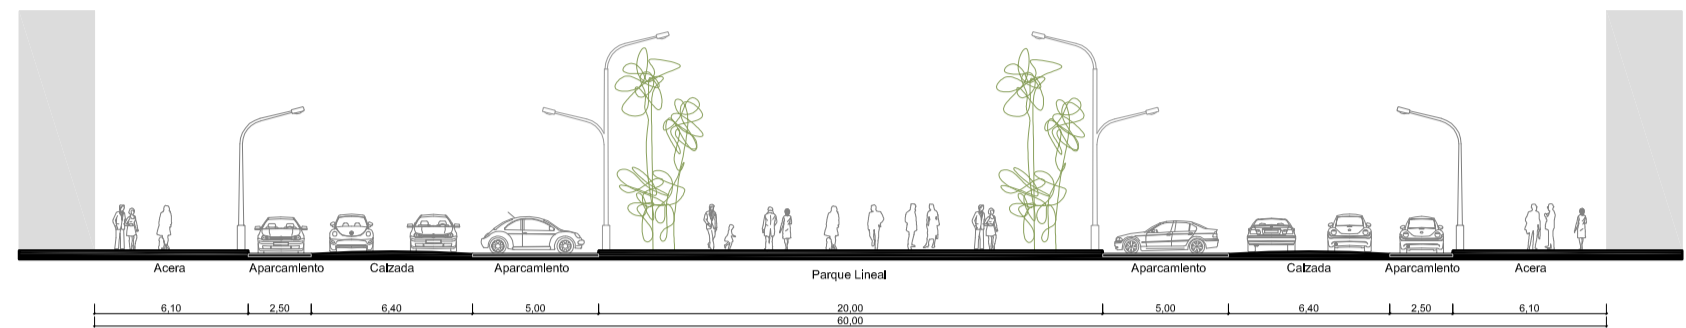 Acera Aparcamiento Calzada Aparcamiento Parque Lineal Aparcamiento Calzada Aparcamiento Acera
6,10 2,50 6,40 5,00 20,00 5,00 6,40 2,50 6,10
60,00